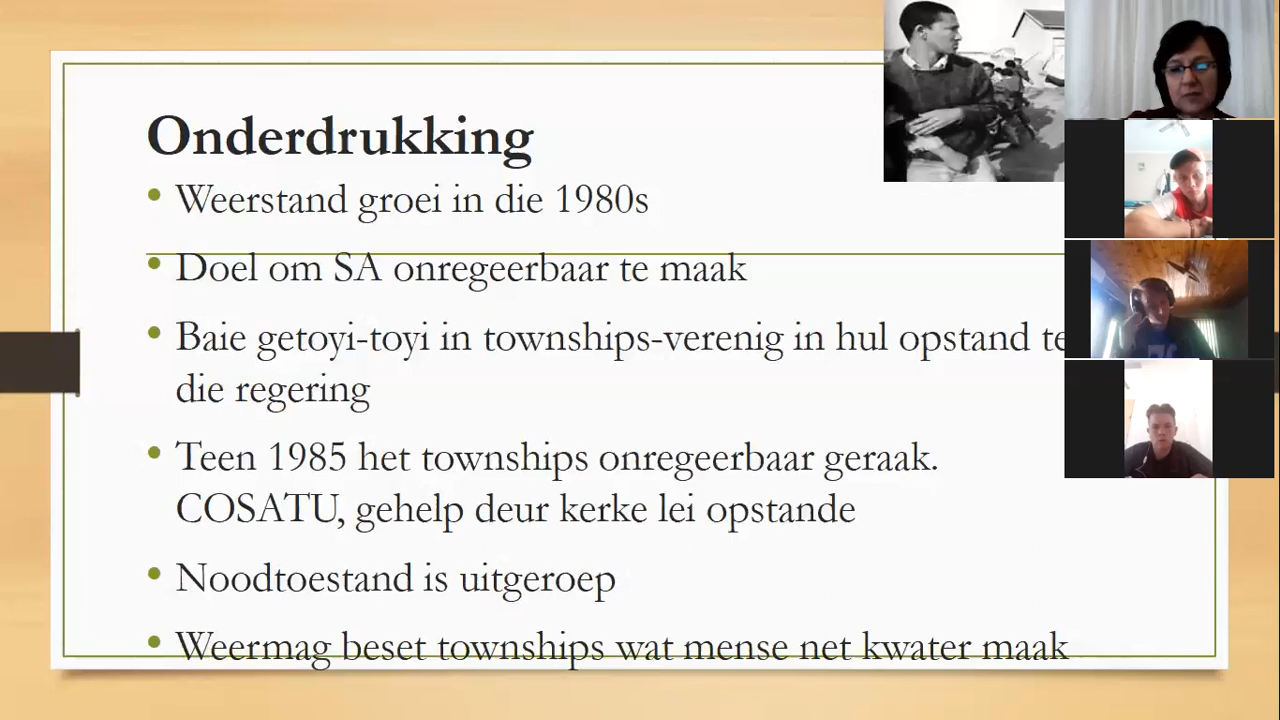 Onderdrukking
• Weerstand groei in die 1980s
• Doel om SA onregeerbaar te maak
• Baie getoyi-toyi in townships-verenig in hul opstand
die regering
• Teen 1985 het townships onregeerbaar geraak.
COSATU, gehelp deur kerke lei opstande
• Noodtoestand is uitgeroep
• Weermag beset townships wat mense net kwater maak